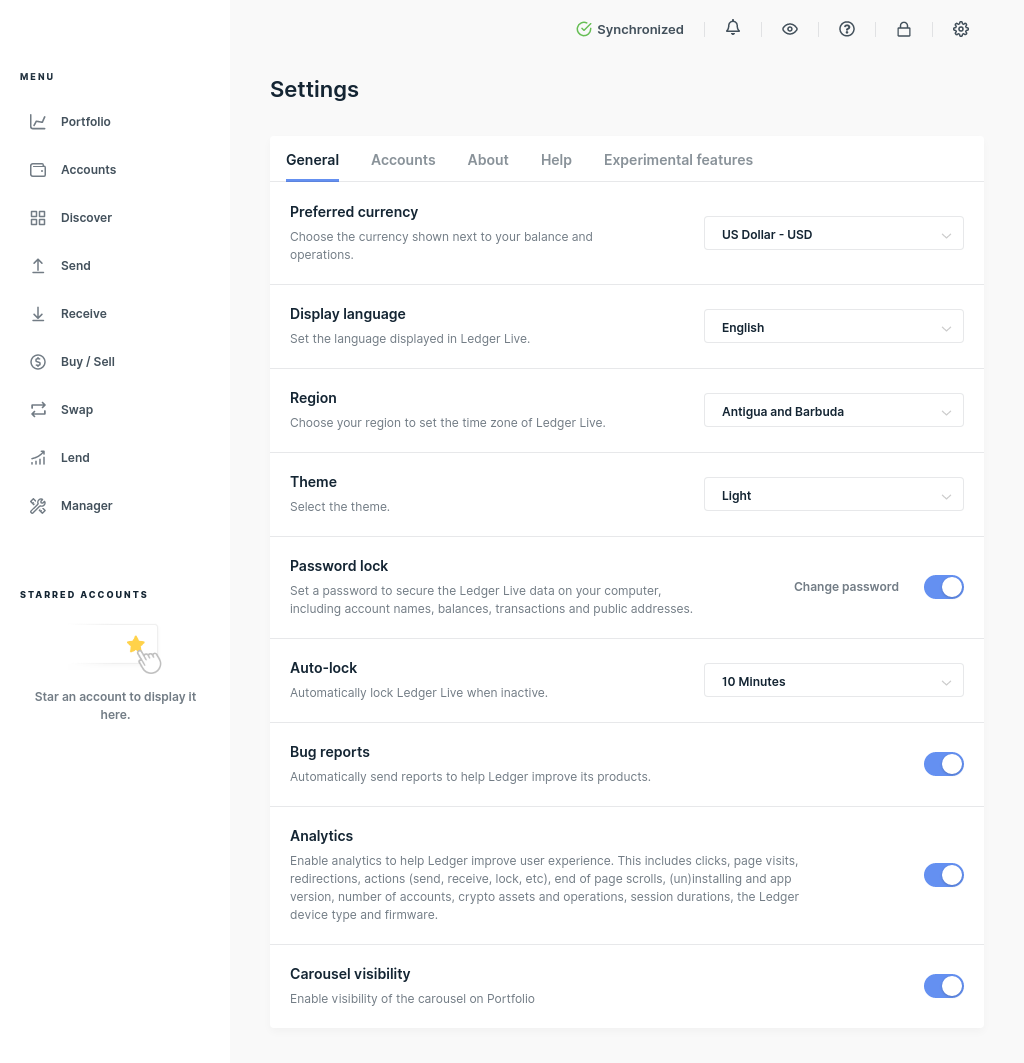 Synchronized
MENU
Portfolio
Accounts
Discover
Send
Receive
Buy / Sell
Swap
Lend
Manager
STARRED ACCOUNTS
Star an account to display it
here.
Settings
General Accounts About Help Experimental features
Preferred currency
Choose the currency shown next to your balance and
operations.
US Dollar - USD
Display language
Set the language displayed in Ledger Live.
English
Region
Choose your region to set the time zone of Ledger Live.
Antigua and Barbuda
Theme
Select the theme.
Light
Password lock
Set a password to secure the Ledger Live data on your computer,
including account names, balances, transactions and public addresses.
Change password
Auto-lock
Automatically lock Ledger Live when inactive.
10 Minutes
Bug reports
Automatically send reports to help Ledger improve its products.
Analytics
Enable analytics to help Ledger improve user experience. This includes clicks, page visits,
redirections, actions (send, receive, lock, etc), end of page scrolls, (un)installing and app
version, number of accounts, crypto assets and operations, session durations, the Ledger
device type and firmware.
Carousel visibility
Enable visibility of the carousel on Portfolio